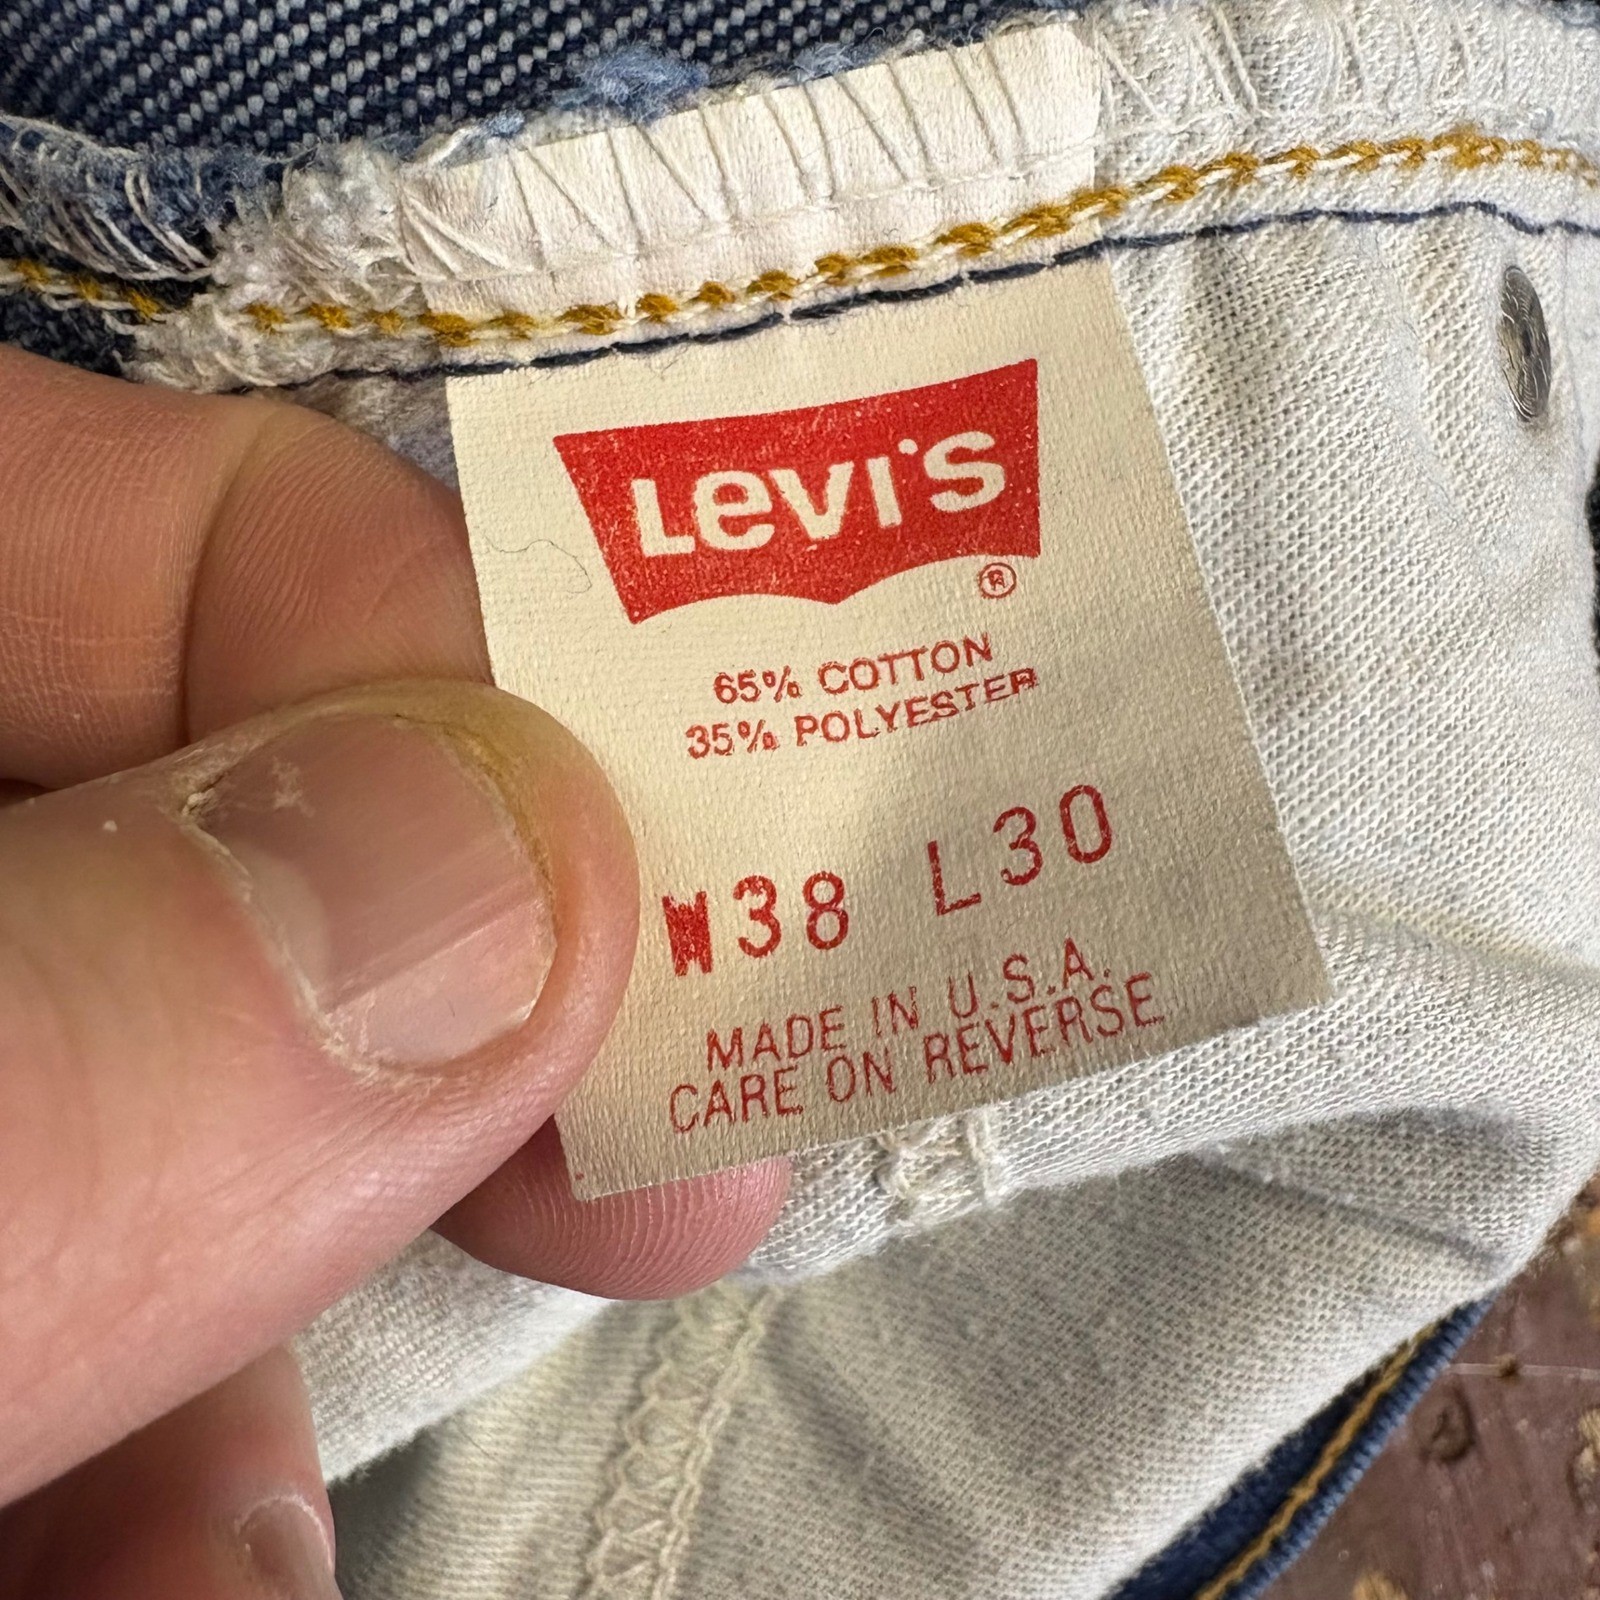 Levi's
®
65% COTTON
35% POLYESTER
W38 L30
MADE IN U.S.A.
CARE ON REVERSE